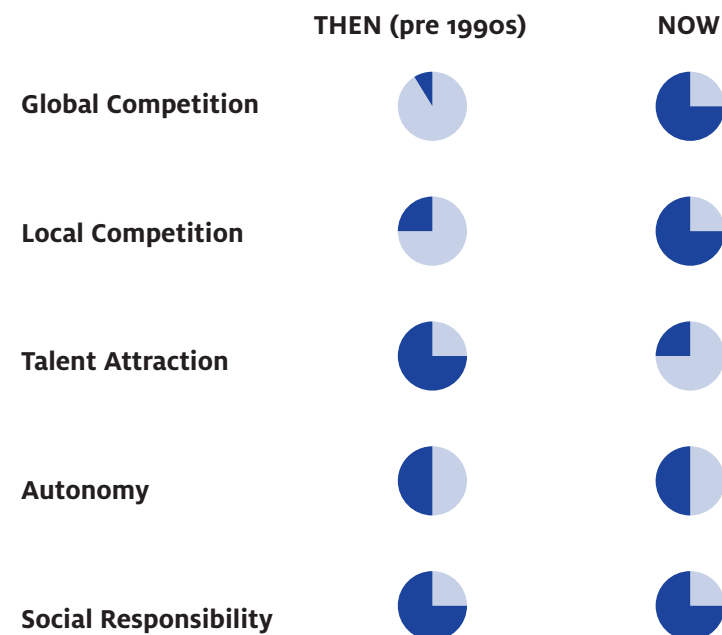 THEN (pre 1990s) NOW
Global Competition
Local Competition
Talent Attraction
Autonomy
Social Responsibility